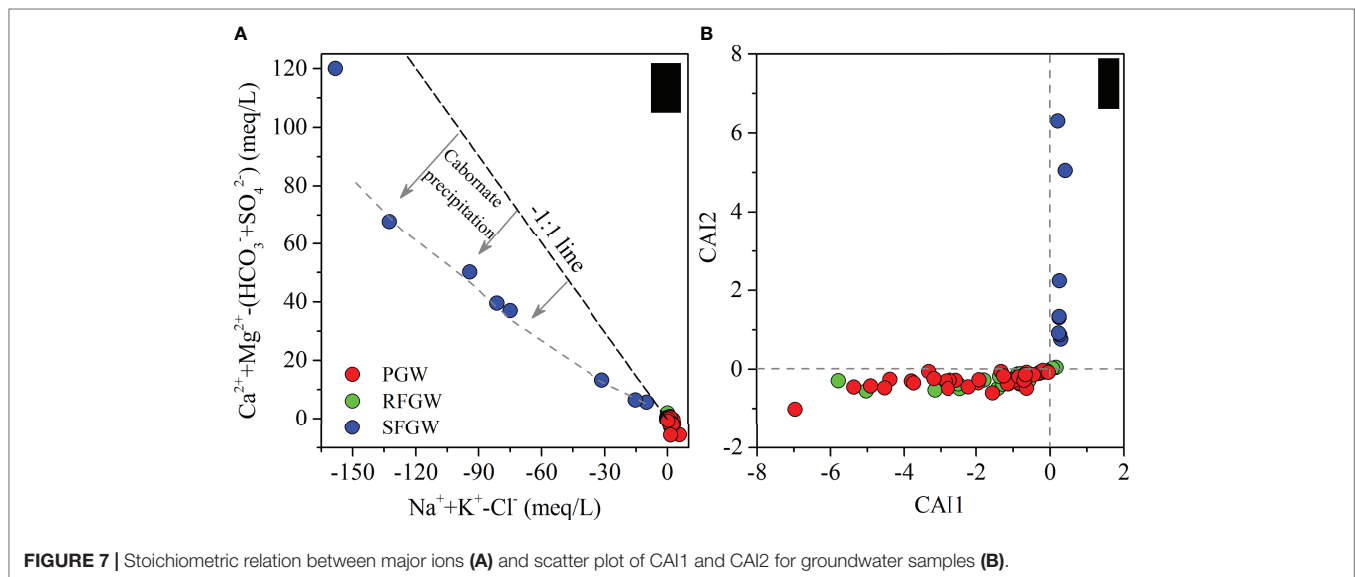 A
B
Ca²⁺+Mg²⁺-(HCO₃⁻+SO₄²⁻) (meq/L)
120
100
80
60
40
20
0
Cabornate
precipitation
-1:1 line
PGW
RFGW
SFGW
-150
-120
-90
-60
-30
0
Na⁺+K⁺-Cl⁻ (meq/L)
CAI2
8
6
4
2
0
-2
-8
-6
-4
-2
0
2
CAI1
FIGURE 7 | Stoichiometric relation between major ions (A) and scatter plot of CAI1 and CAI2 for groundwater samples (B).